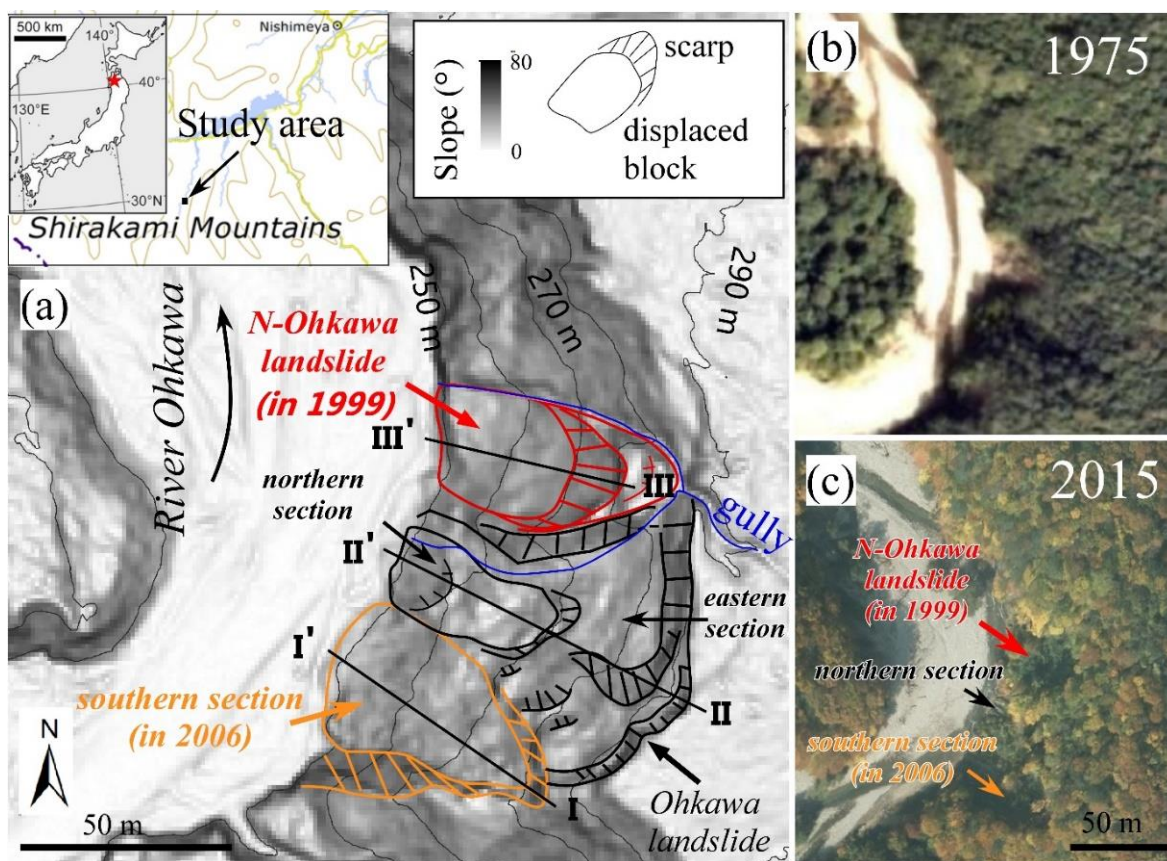 500 km
140°
40°
130°E
30°N
Nishimeya
Study area
Shirakami Mountains
Slope (°)
80
0
scarp
displaced
block
(a)
River Ohkawa
250 m
270 m
290 m
N-Ohkawa
landslide
(in 1999)
III'
III
northern
section
II'
II
gully
eastern
section
I'
I
southern section
(in 2006)
N
50 m
Ohkawa
landslide
(b)
1975
(c)
2015
N-Ohkawa
landslide
(in 1999)
northern section
southern section
(in 2006)
50 m